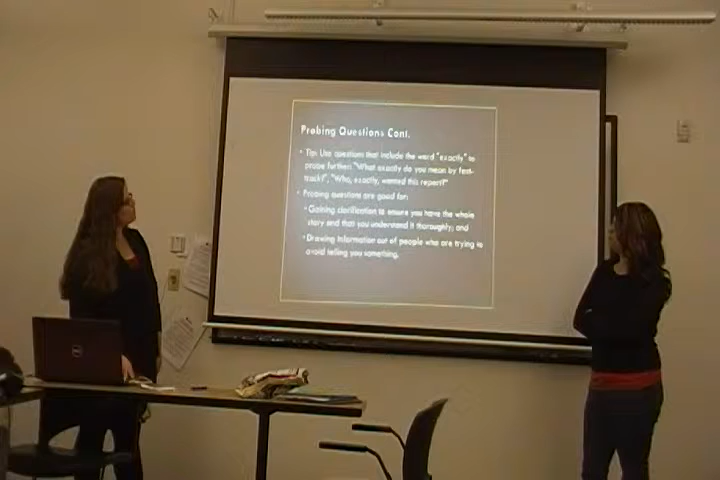 Probing Questions Cont.
• Tip: Use questions that include the word "exactly" to
probe further: "What exactly do you mean by fast-
track?", "Who, exactly, wanted this report?"
• Probing questions are good for:
• Gaining clarification to ensure you have the whole
story and that you understand it thoroughly; and
• Drawing information out of people who are trying to
avoid telling you something.
DELL